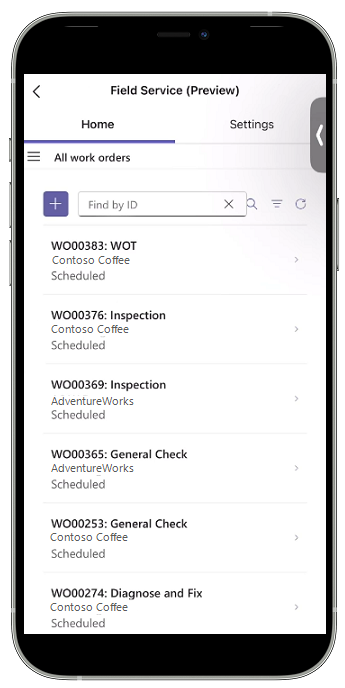 Field Service (Preview)
Home
Settings
All work orders
Find by ID
WO00383: WOT
Contoso Coffee
Scheduled
WO00376: Inspection
Contoso Coffee
Scheduled
WO00369: Inspection
AdventureWorks
Scheduled
WO00365: General Check
AdventureWorks
Scheduled
WO00253: General Check
Contoso Coffee
Scheduled
WO00274: Diagnose and Fix
Contoso Coffee
Scheduled